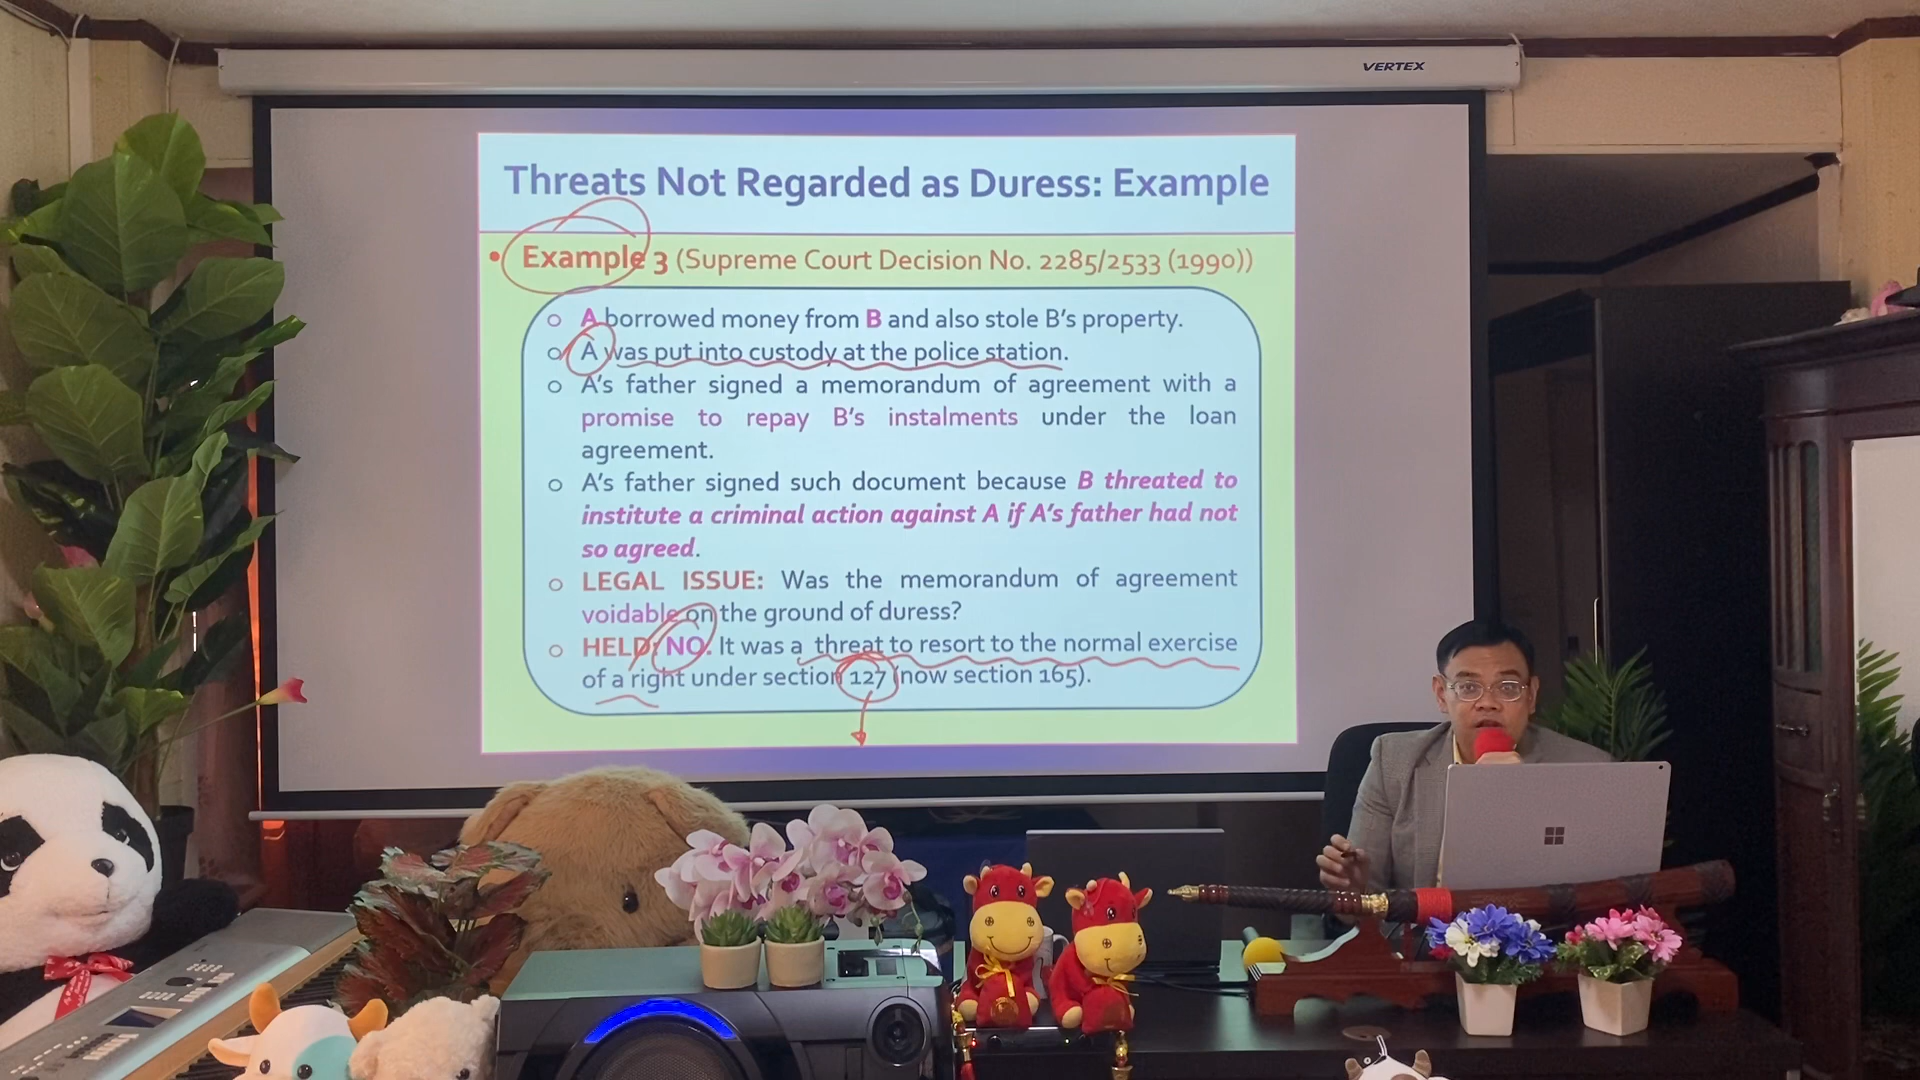 VERTEX
Threats Not Regarded as Duress: Example
• Example 3 (Supreme Court Decision No. 2285/2533 (1990))
o A borrowed money from B and also stole B's property.
o A was put into custody at the police station.
o A's father signed a memorandum of agreement with a
promise to repay B's instalments under the loan
agreement.
o A's father signed such document because B threated to
institute a criminal action against A if A's father had not
so agreed.
o LEGAL ISSUE: Was the memorandum of agreement
voidable on the ground of duress?
o HELD: NO. It was a threat to resort to the normal exercise
of a right under section 127 (now section 165).